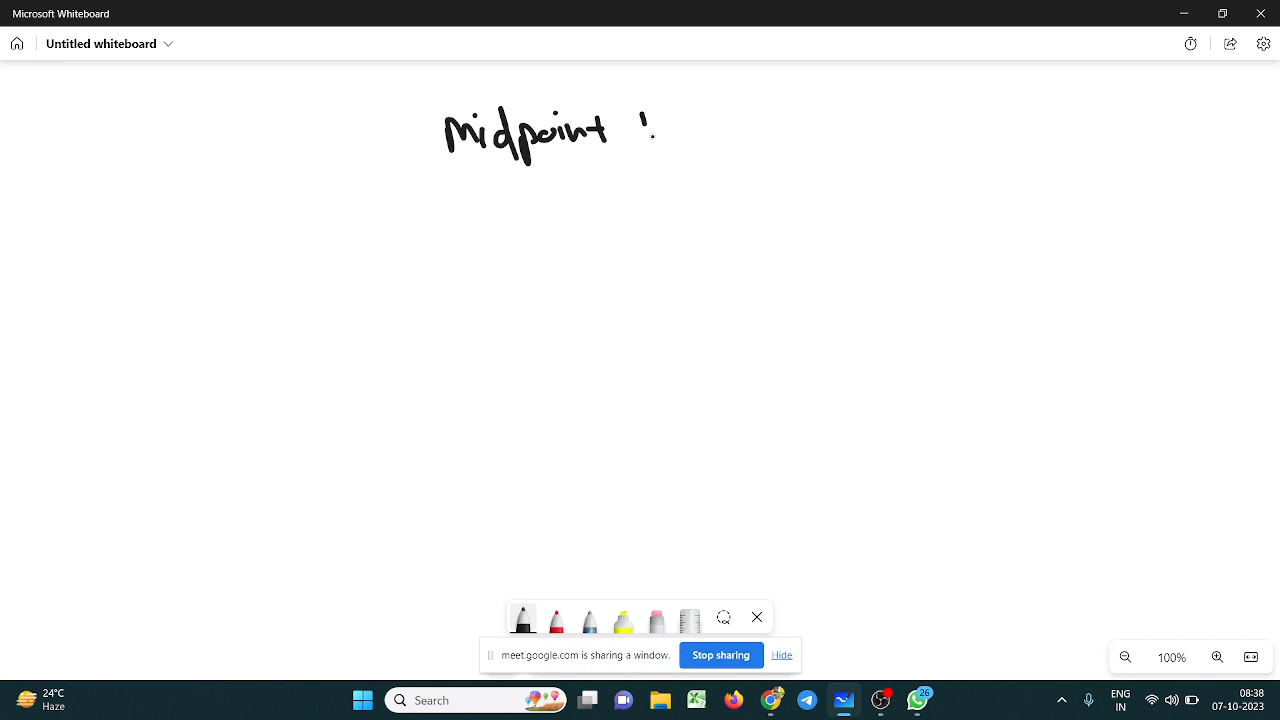 Microsoft Whiteboard
Untitled whiteboard
Midpoint
meet.google.com is sharing a window. Stop sharing Hide
100%
24°C
Haze
Search
26
ENG
IN
08:38
07-10-2023